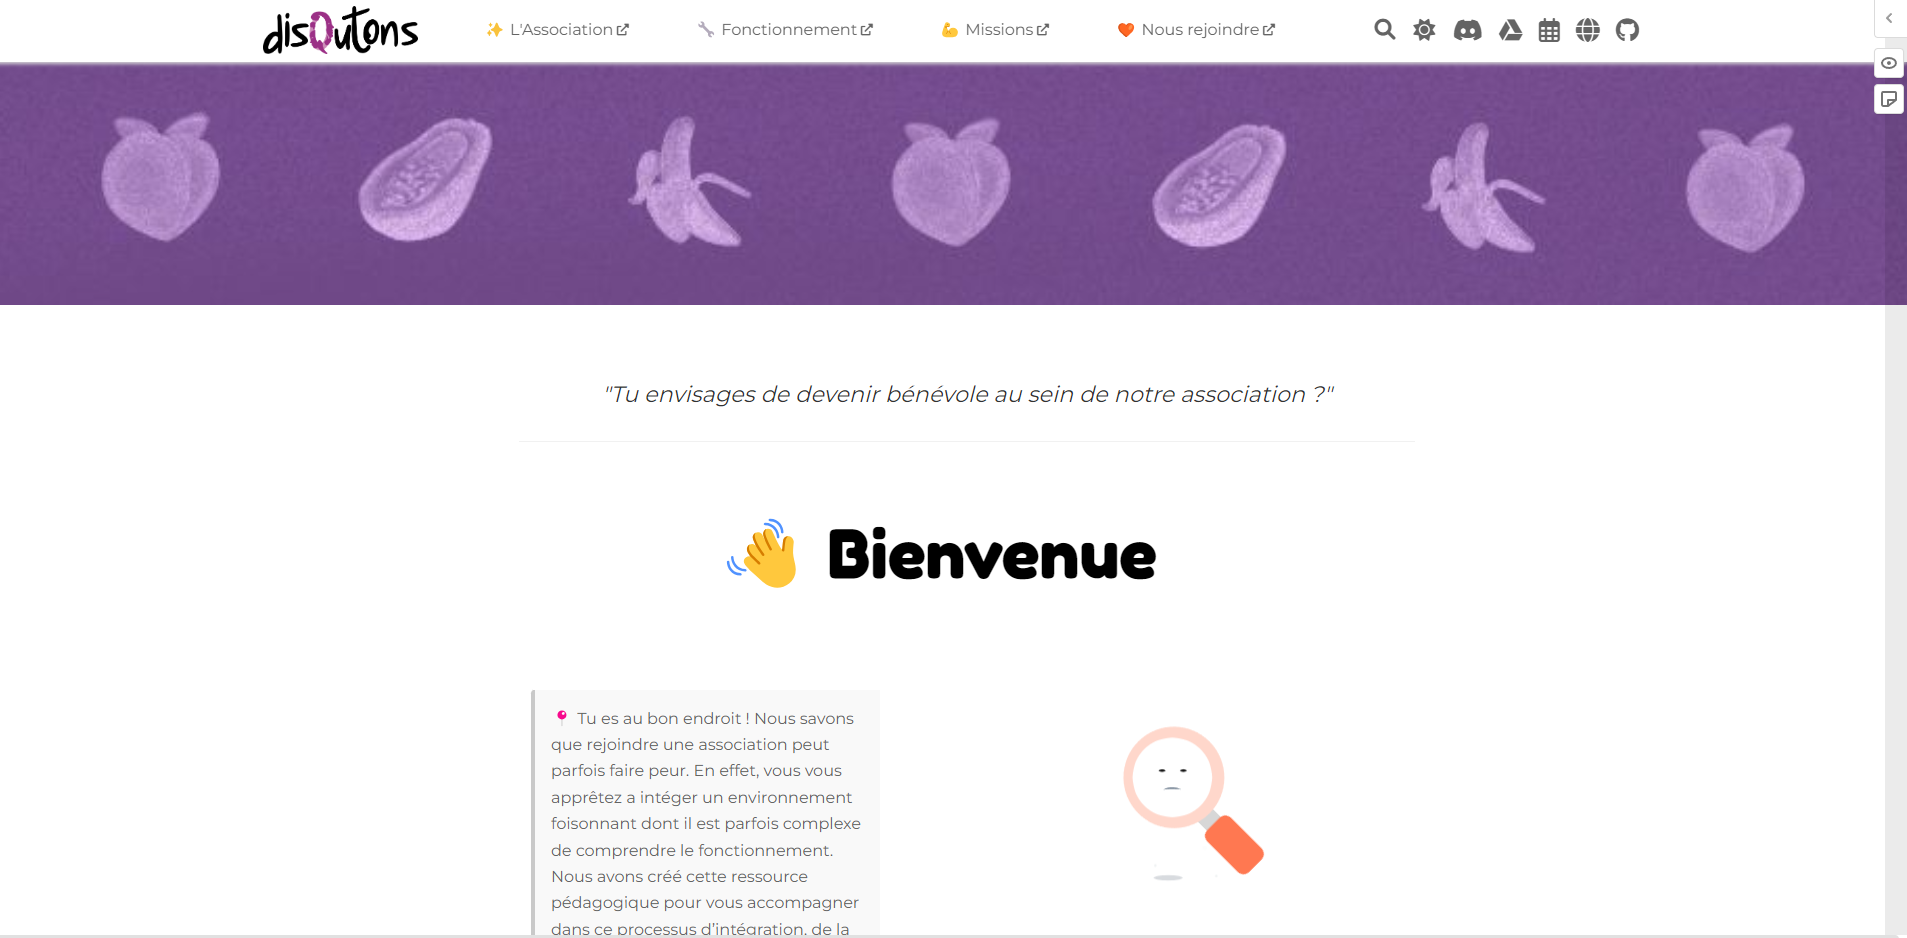 disQutons
✨ L'Association
🔧 Fonctionnement
💪 Missions
❤️ Nous rejoindre
"Tu envisages de devenir bénévole au sein de notre association ?"
👋 Bienvenue
📍 Tu es au bon endroit ! Nous savons
que rejoindre une association peut
parfois faire peur. En effet, vous vous
apprêtez a intéger un environnement
foisonnant dont il est parfois complexe
de comprendre le fonctionnement.
Nous avons créé cette ressource
pédagogique pour vous accompagner
dans ce processus d'intégration, de la